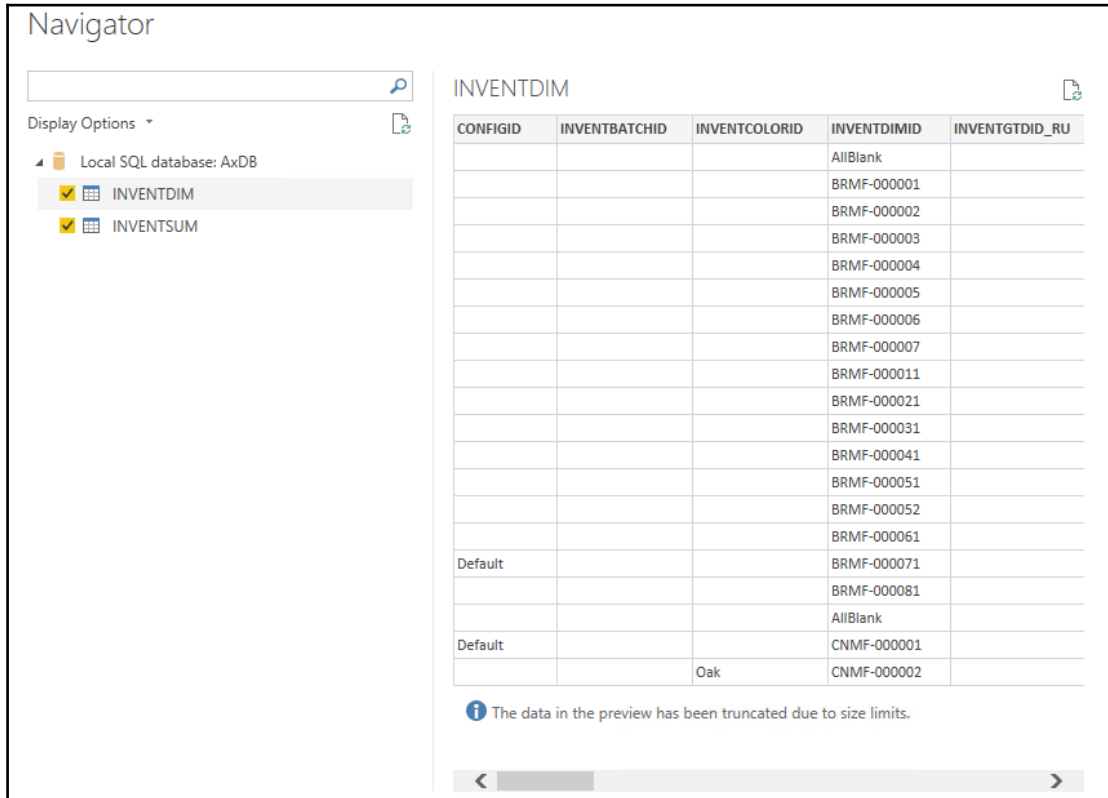 Navigator
Display Options
Local SQL database: AxDB
INVENTDIM
INVENTSUM
INVENTDIM
CONFIGID INVENTBATCHID INVENTCOLORID INVENTDIMID INVENTGTDID_RU
AllBlank
BRMF-000001
BRMF-000002
BRMF-000003
BRMF-000004
BRMF-000005
BRMF-000006
BRMF-000007
BRMF-000011
BRMF-000021
BRMF-000031
BRMF-000041
BRMF-000051
BRMF-000052
BRMF-000061
Default BRMF-000071
BRMF-000081
AllBlank
Default CNMF-000001
Oak CNMF-000002
The data in the preview has been truncated due to size limits.